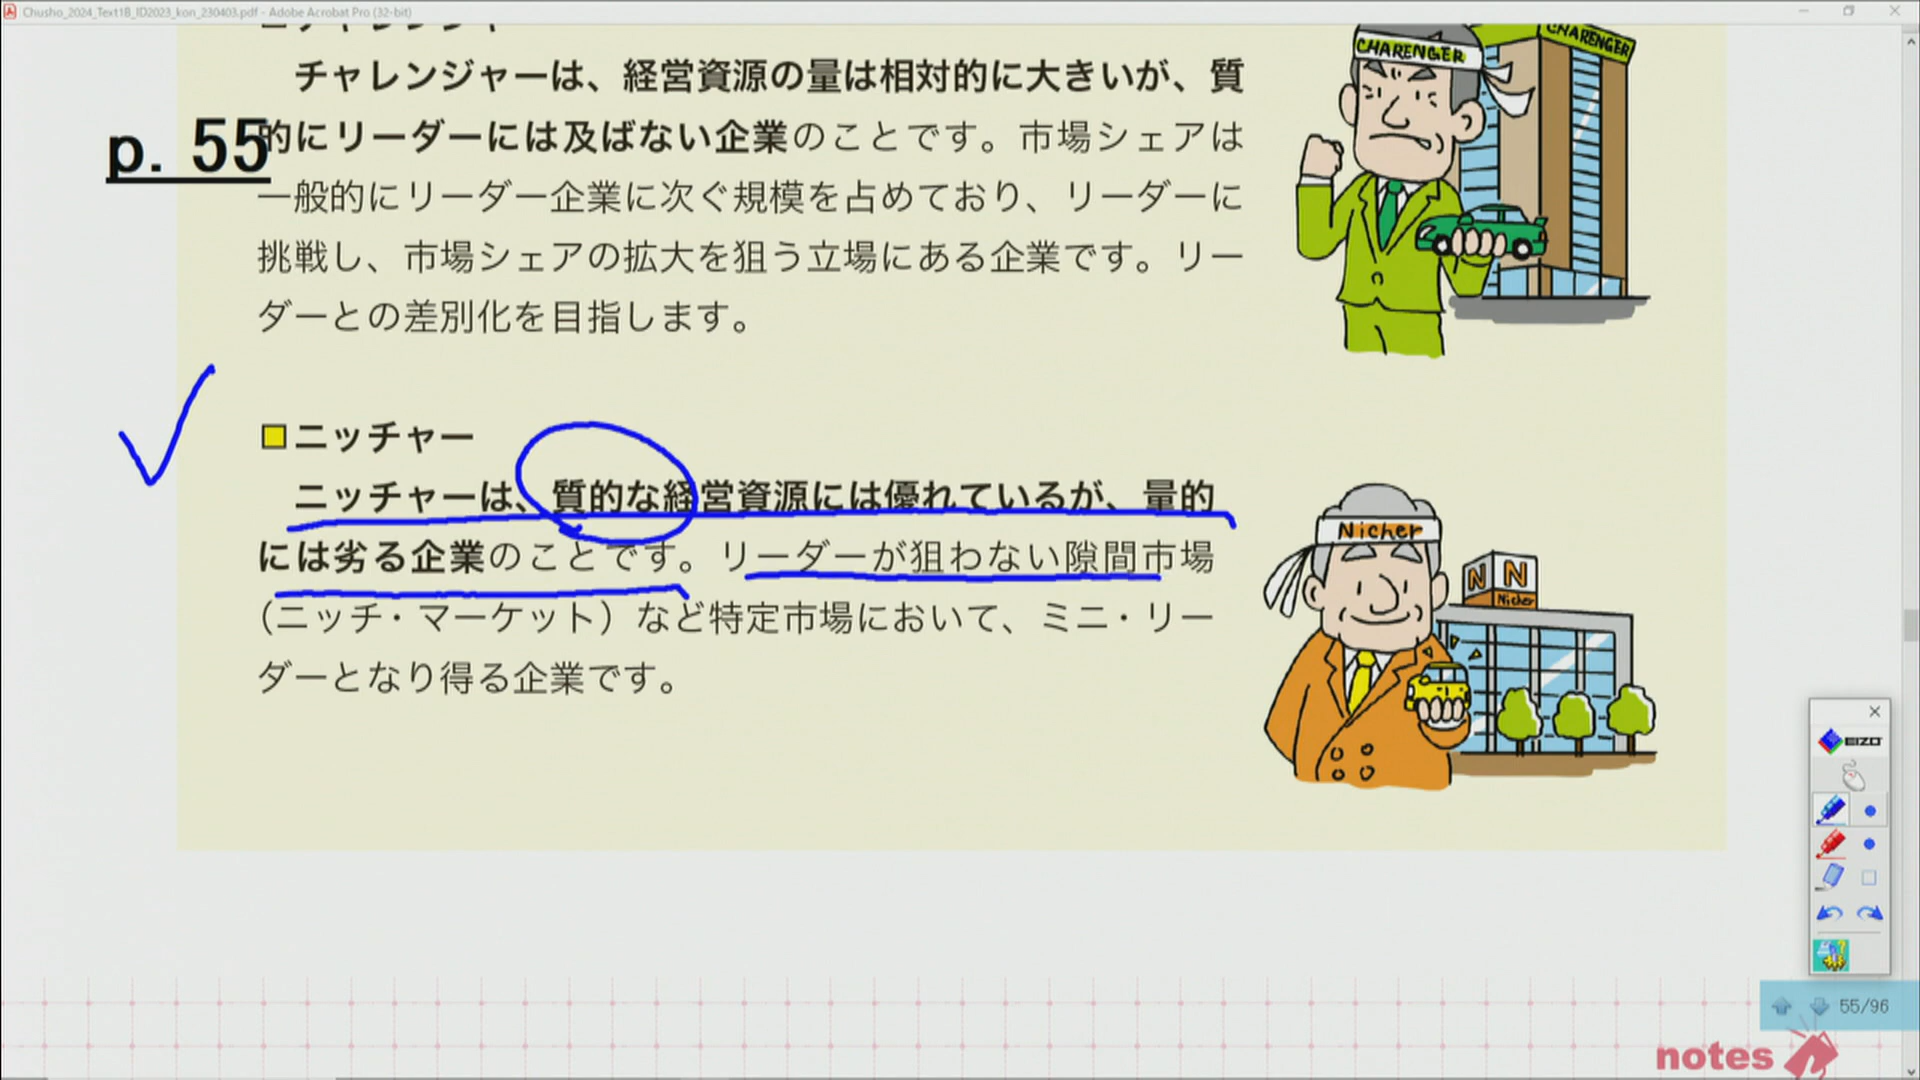 Chusho_2024_Text1B_ID2023_kon_230403.pdf - Adobe Acrobat Pro (32-bit)
チャレンジャーは、経営資源の量は相対的に大きいが、質
的にリーダーには及ばない企業のことです。市場シェアは
一般的にリーダー企業に次ぐ規模を占めており、リーダーに
挑戦し、市場シェアの拡大を狙う立場にある企業です。リー
ダーとの差別化を目指します。
p. 55
CHARENGER
CHARENGER
ニッチャー
ニッチャーは、質的な経営資源には優れているが、量的
には劣る企業のことです。リーダーが狙わない隙間市場
（ニッチ・マーケット）など特定市場において、ミニ・リー
ダーとなり得る企業です。
Nicher
N N
Nicher
EIZO
55/96
notes